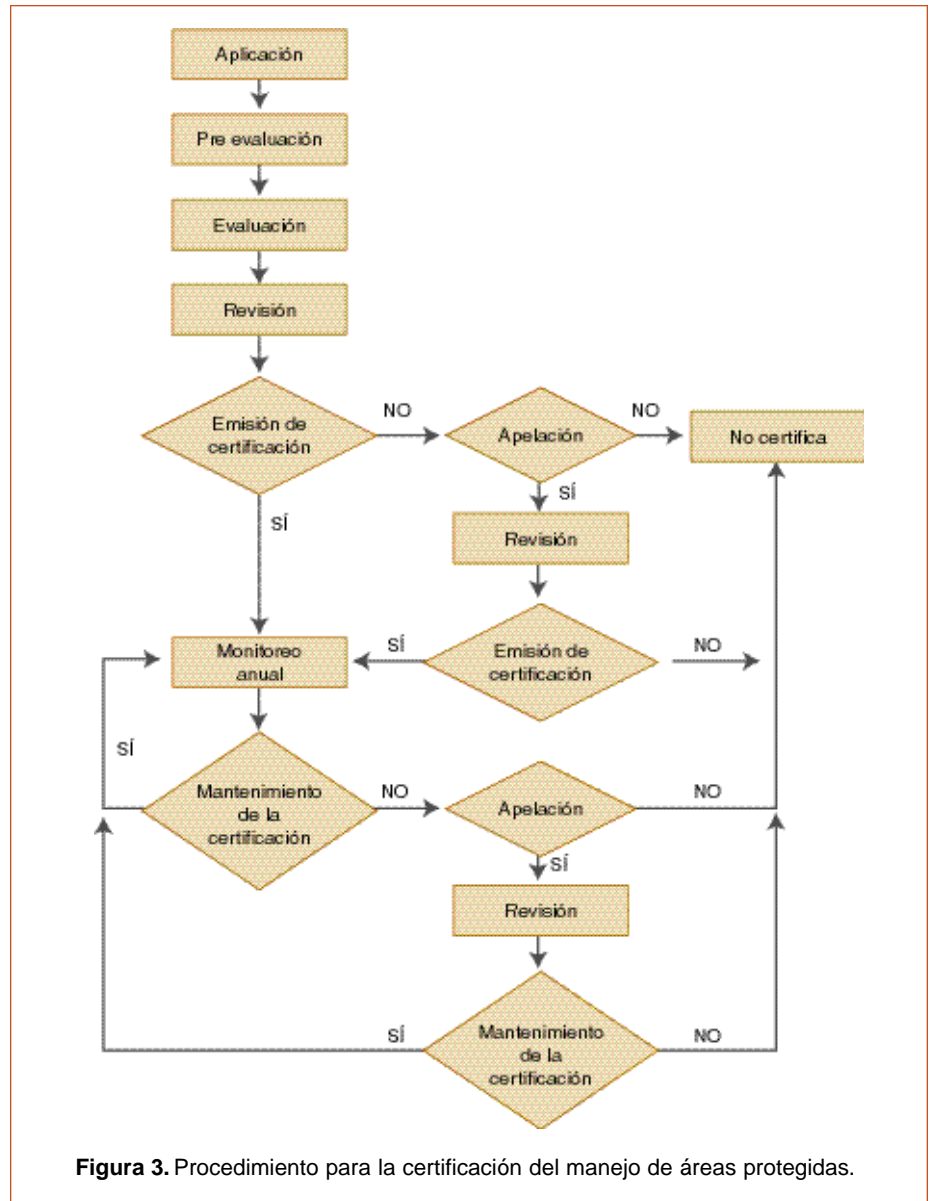 Aplicación
Pre evaluación
Evaluación
Revisión
Emisión de
certificación
NO
Apelación
NO
No certifica
SÍ
SÍ
Revisión
Monitoreo
anual
SÍ
Emisión de
certificación
NO
SÍ
Mantenimiento
de la
certificación
NO
Apelación
NO
SÍ
Revisión
SÍ
Mantenimiento
de la
certificación
NO
Figura 3. Procedimiento para la certificación del manejo de áreas protegidas.